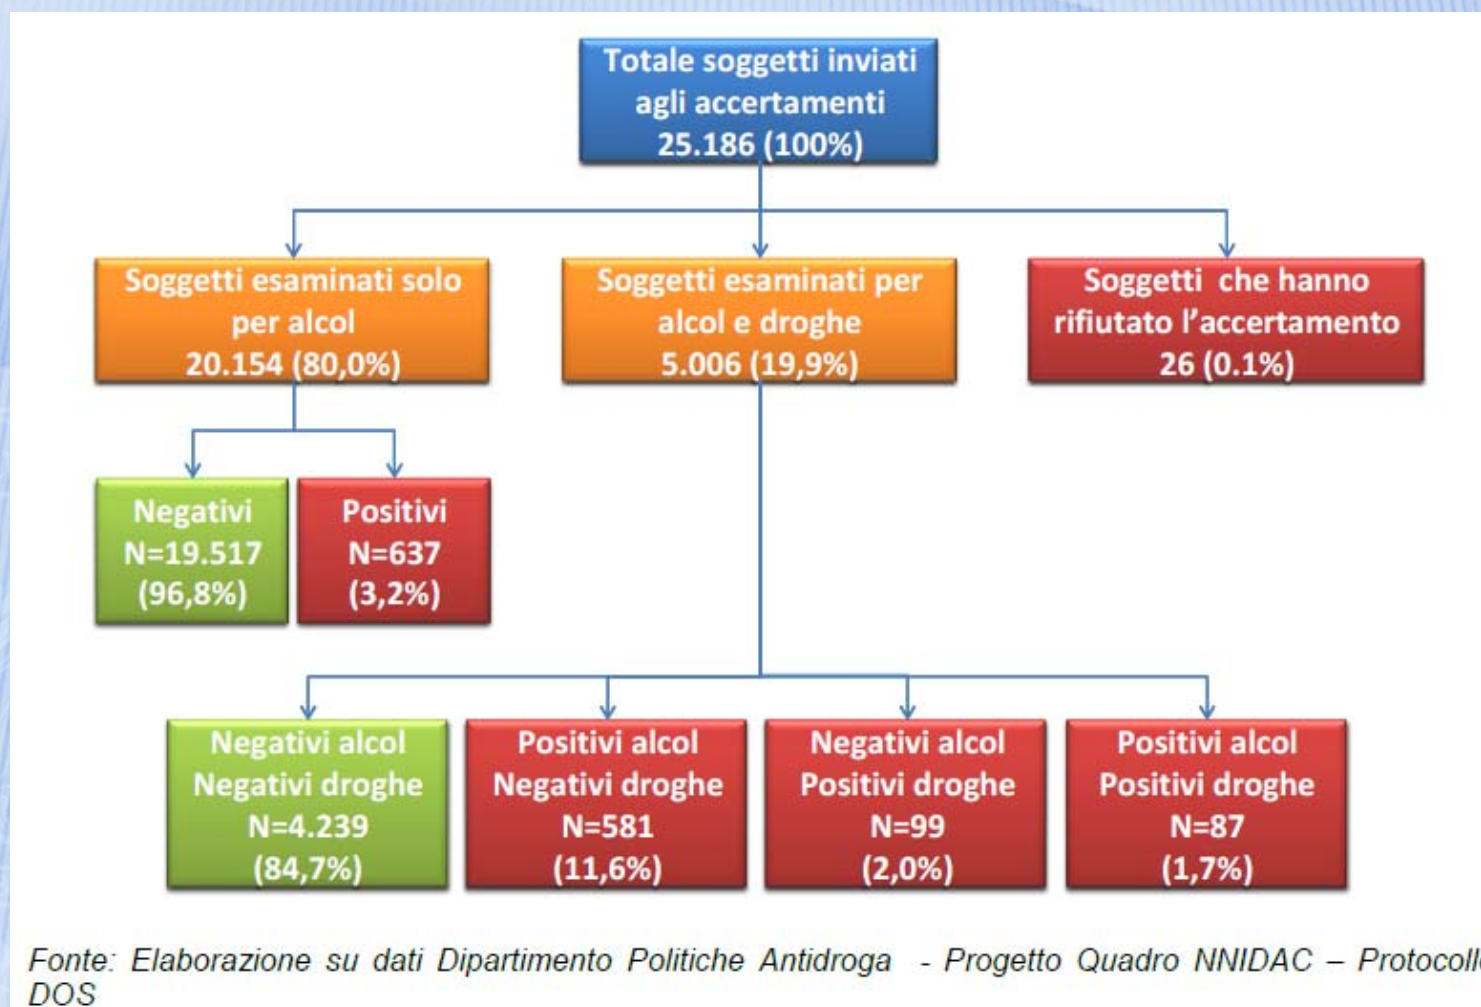 Totale soggetti inviati
agli accertamenti
25.186 (100%)
Soggetti esaminati solo
per alcol
20.154 (80,0%)
Soggetti esaminati per
alcol e droghe
5.006 (19,9%)
Soggetti che hanno
rifiutato l'accertamento
26 (0.1%)
Negativi
N=19.517
(96,8%)
Positivi
N=637
(3,2%)
Negativi alcol
Negativi droghe
N=4.239
(84,7%)
Positivi alcol
Negativi droghe
N=581
(11,6%)
Negativi alcol
Positivi droghe
N=99
(2,0%)
Positivi alcol
Positivi droghe
N=87
(1,7%)
Fonte: Elaborazione su dati Dipartimento Politiche Antidroga - Progetto Quadro NNIDAC – Protocollo
DOS